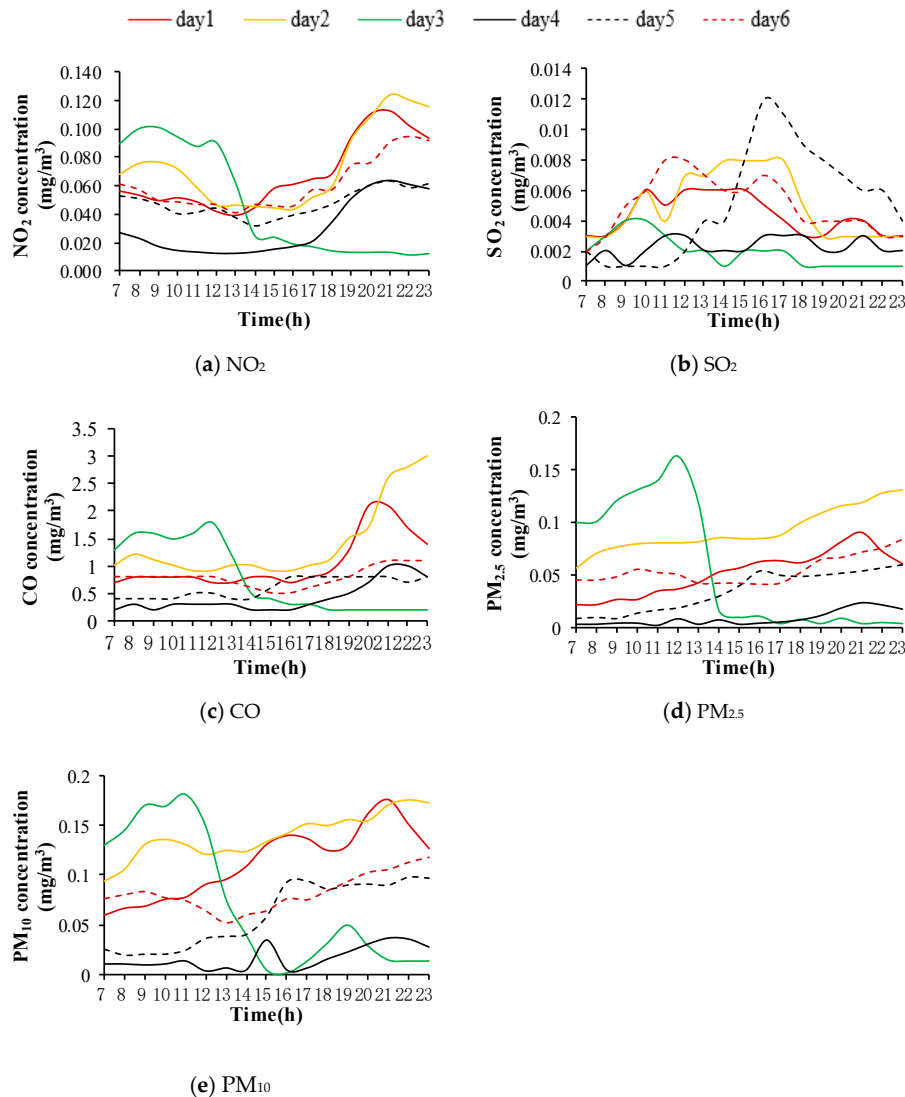 day1 day2 day3 day4 day5 day6
NO₂ concentration
(mg/m³)
0.140
0.120
0.100
0.080
0.060
0.040
0.020
0.000
7 8 9 10 11 12 13 14 15 16 17 18 19 20 21 22 23
Time(h)
(a) NO₂
SO₂ concentration
(mg/m³)
0.014
0.012
0.01
0.008
0.006
0.004
0.002
0
7 8 9 10 11 12 13 14 15 16 17 18 19 20 21 22 23
Time(h)
(b) SO₂
CO concentration
(mg/m³)
3.5
3
2.5
2
1.5
1
0.5
0
7 8 9 10 11 12 13 14 15 16 17 18 19 20 21 22 23
Time(h)
(c) CO
PM₂.₅ concentration
(mg/m³)
0.2
0.15
0.1
0.05
0
7 8 9 10 11 12 13 14 15 16 17 18 19 20 21 22 23
Time(h)
(d) PM₂.₅
PM₁₀ concentration
(mg/m³)
0.2
0.15
0.1
0.05
0
7 8 9 10 11 12 13 14 15 16 17 18 19 20 21 22 23
Time(h)
(e) PM₁₀